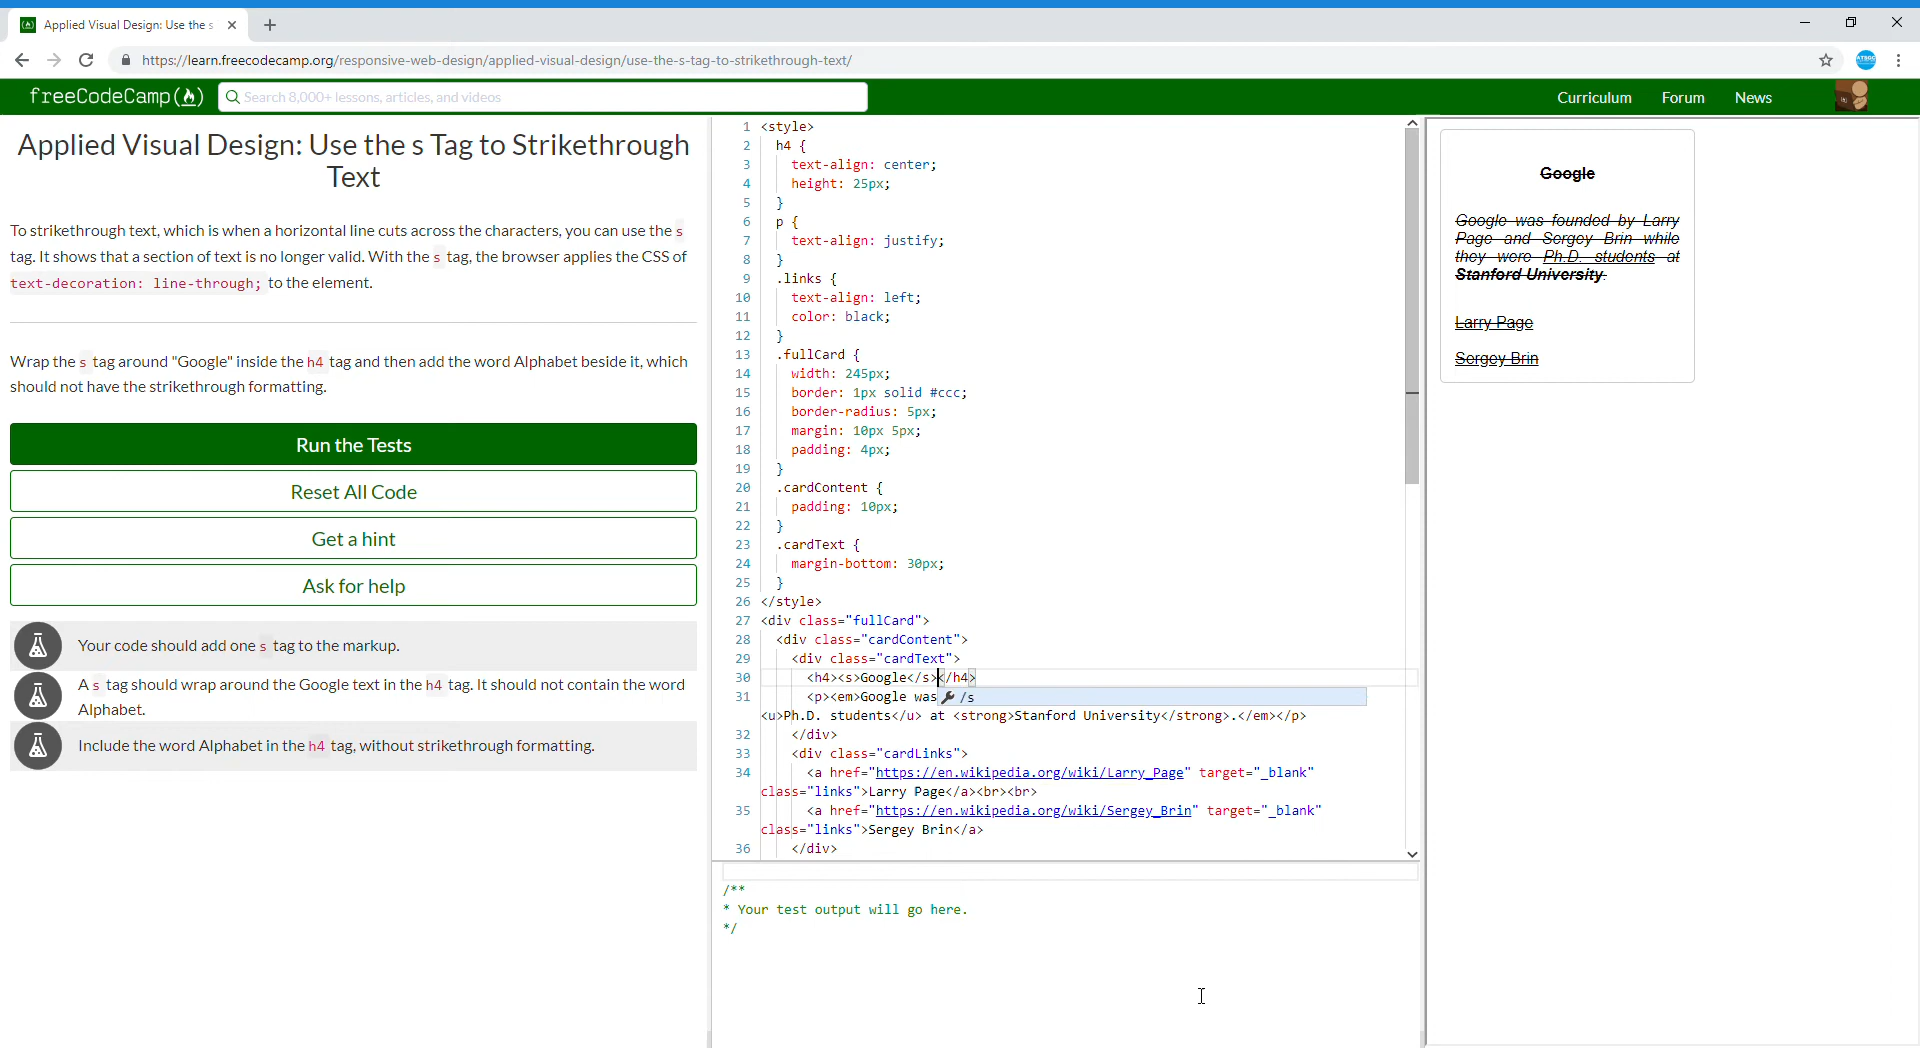 Applied Visual Design: Use the s
https://learn.freecodecamp.org/responsive-web-design/applied-visual-design/use-the-s-tag-to-strikethrough-text/
freeCodeCamp
Search 8,000+ lessons, articles, and videos
Curriculum
Forum
News
Applied Visual Design: Use the s Tag to Strikethrough
Text
To strikethrough text, which is when a horizontal line cuts across the characters, you can use the s
tag. It shows that a section of text is no longer valid. With the s tag, the browser applies the CSS of
text-decoration: line-through; to the element.
Wrap the s tag around "Google" inside the h4 tag and then add the word Alphabet beside it, which
should not have the strikethrough formatting.
Run the Tests
Reset All Code
Get a hint
Ask for help
Your code should add one s tag to the markup.
A s tag should wrap around the Google text in the h4 tag. It should not contain the word
Alphabet.
Include the word Alphabet in the h4 tag, without strikethrough formatting.
1 <style>
2 h4 {
3 text-align: center;
4 height: 25px;
5 }
6 p {
7 text-align: justify;
8 }
9 .links {
10 text-align: left;
11 color: black;
12 }
13 .fullCard {
14 width: 245px;
15 border: 1px solid #ccc;
16 border-radius: 5px;
17 margin: 10px 5px;
18 padding: 4px;
19 }
20 .cardContent {
21 padding: 10px;
22 }
23 .cardText {
24 margin-bottom: 30px;
25 }
26 </style>
27 <div class="fullCard">
28 <div class="cardContent">
29 <div class="cardText">
30 <h4><s>Google</s></h4>
31 <p><em>Google was
/s
<u>Ph.D. students</u> at <strong>Stanford University</strong>.</em></p>
32 </div>
33 <div class="cardLinks">
34 <a href="https://en.wikipedia.org/wiki/Larry_Page" target="_blank"
class="links">Larry Page</a><br><br>
35 <a href="https://en.wikipedia.org/wiki/Sergey_Brin" target="_blank"
class="links">Sergey Brin</a>
36 </div>
/**
* Your test output will go here.
*/
Google
Google was founded by Larry
Page and Sergey Brin while
they were Ph.D. students at
Stanford University.
Larry Page
Sergey Brin